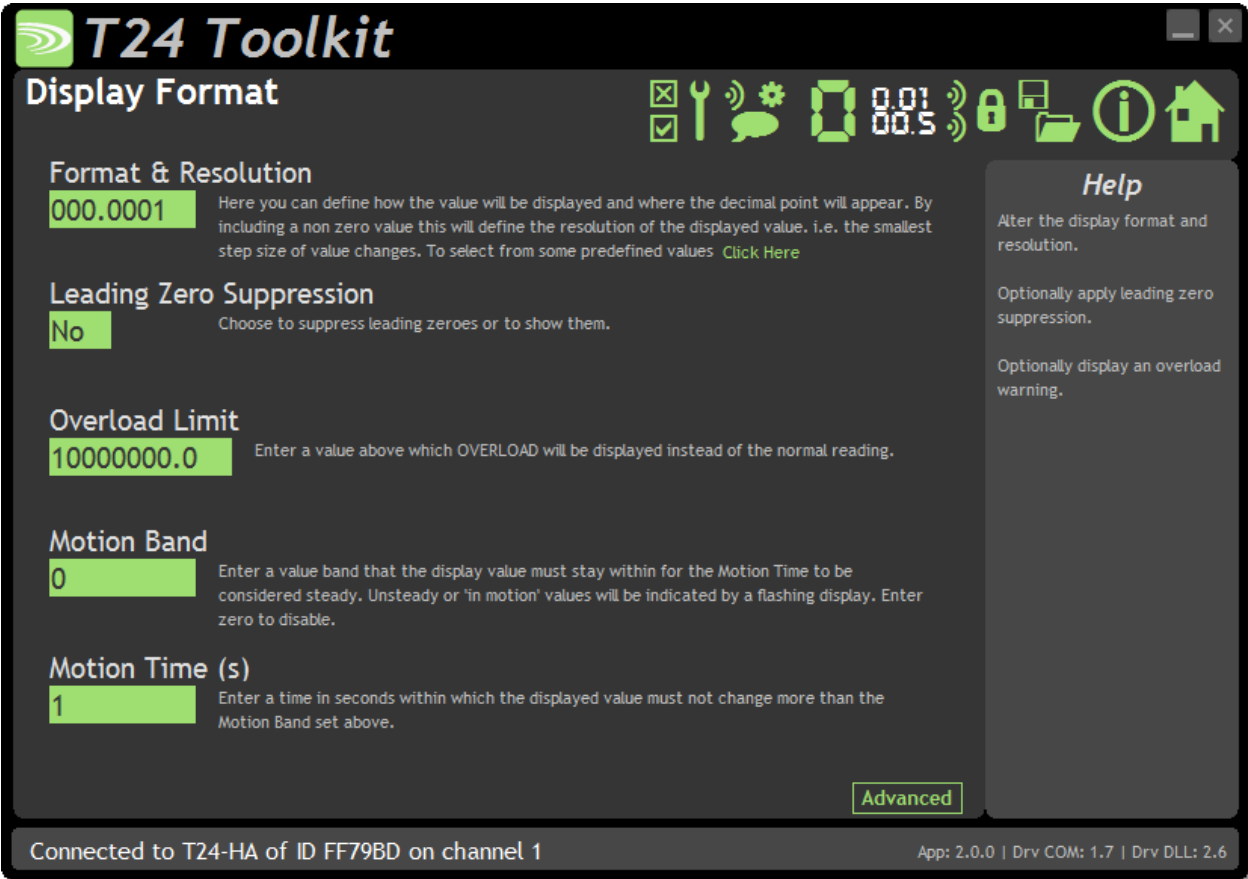 T24 Toolkit
Display Format
0
0.01
00.5
Format & Resolution
000.0001
Here you can define how the value will be displayed and where the decimal point will appear. By
including a non zero value this will define the resolution of the displayed value. i.e. the smallest
step size of value changes. To select from some predefined values Click Here
Leading Zero Suppression
No
Choose to suppress leading zeroes or to show them.
Overload Limit
10000000.0
Enter a value above which OVERLOAD will be displayed instead of the normal reading.
Motion Band
0
Enter a value band that the display value must stay within for the Motion Time to be
considered steady. Unsteady or 'in motion' values will be indicated by a flashing display. Enter
zero to disable.
Motion Time (s)
1
Enter a time in seconds within which the displayed value must not change more than the
Motion Band set above.
Advanced
Help
Alter the display format and
resolution.
Optionally apply leading zero
suppression.
Optionally display an overload
warning.
Connected to T24-HA of ID FF79BD on channel 1
App: 2.0.0 | Drv COM: 1.7 | Drv DLL: 2.6